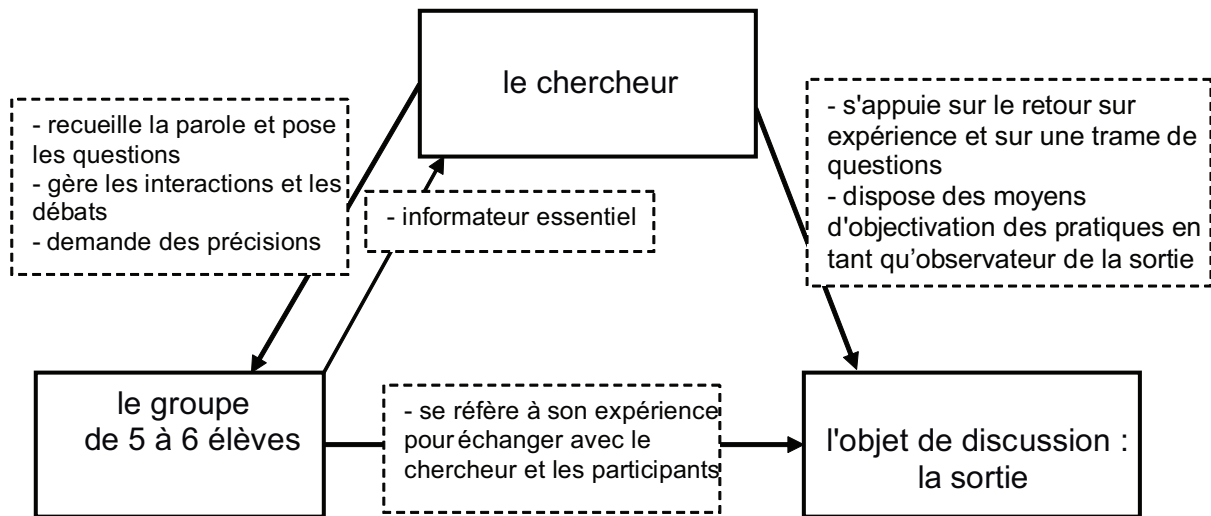 le chercheur
- recueille la parole et pose
les questions
- gère les interactions et les
débats
- demande des précisions
- informateur essentiel
- s'appuie sur le retour sur
expérience et sur une trame de
questions
- dispose des moyens
d'objectivation des pratiques en
tant qu’observateur de la sortie
le groupe
de 5 à 6 élèves
- se réfère à son expérience
pour échanger avec le
chercheur et les participants
l'objet de discussion :
la sortie